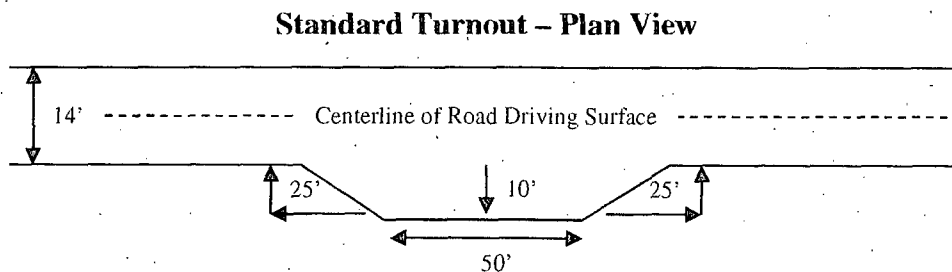 Standard Turnout – Plan View
14'
Centerline of Road Driving Surface
25'
10'
25'
50'